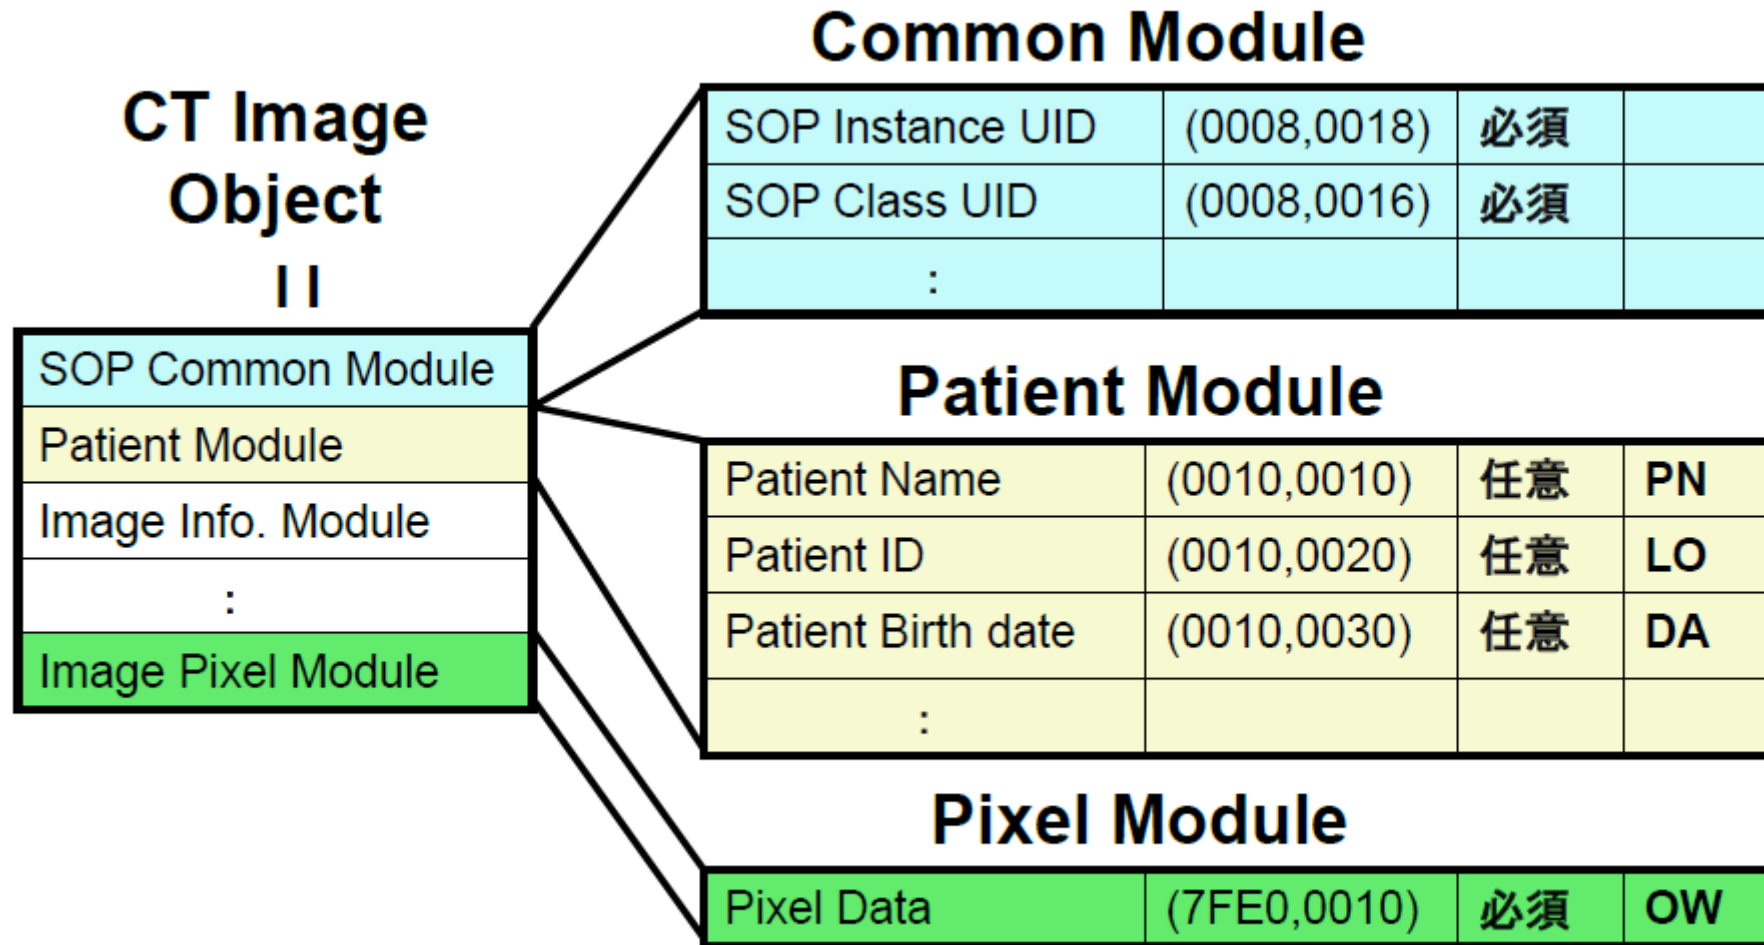 CT Image
Object
II
SOP Common Module
Patient Module
Image Info. Module
:
Image Pixel Module
Common Module
SOP Instance UID (0008,0018) 必須
SOP Class UID (0008,0016) 必須
:
Patient Module
Patient Name (0010,0010) 任意 PN
Patient ID (0010,0020) 任意 LO
Patient Birth date (0010,0030) 任意 DA
:
Pixel Module
Pixel Data (7FE0,0010) 必須 OW